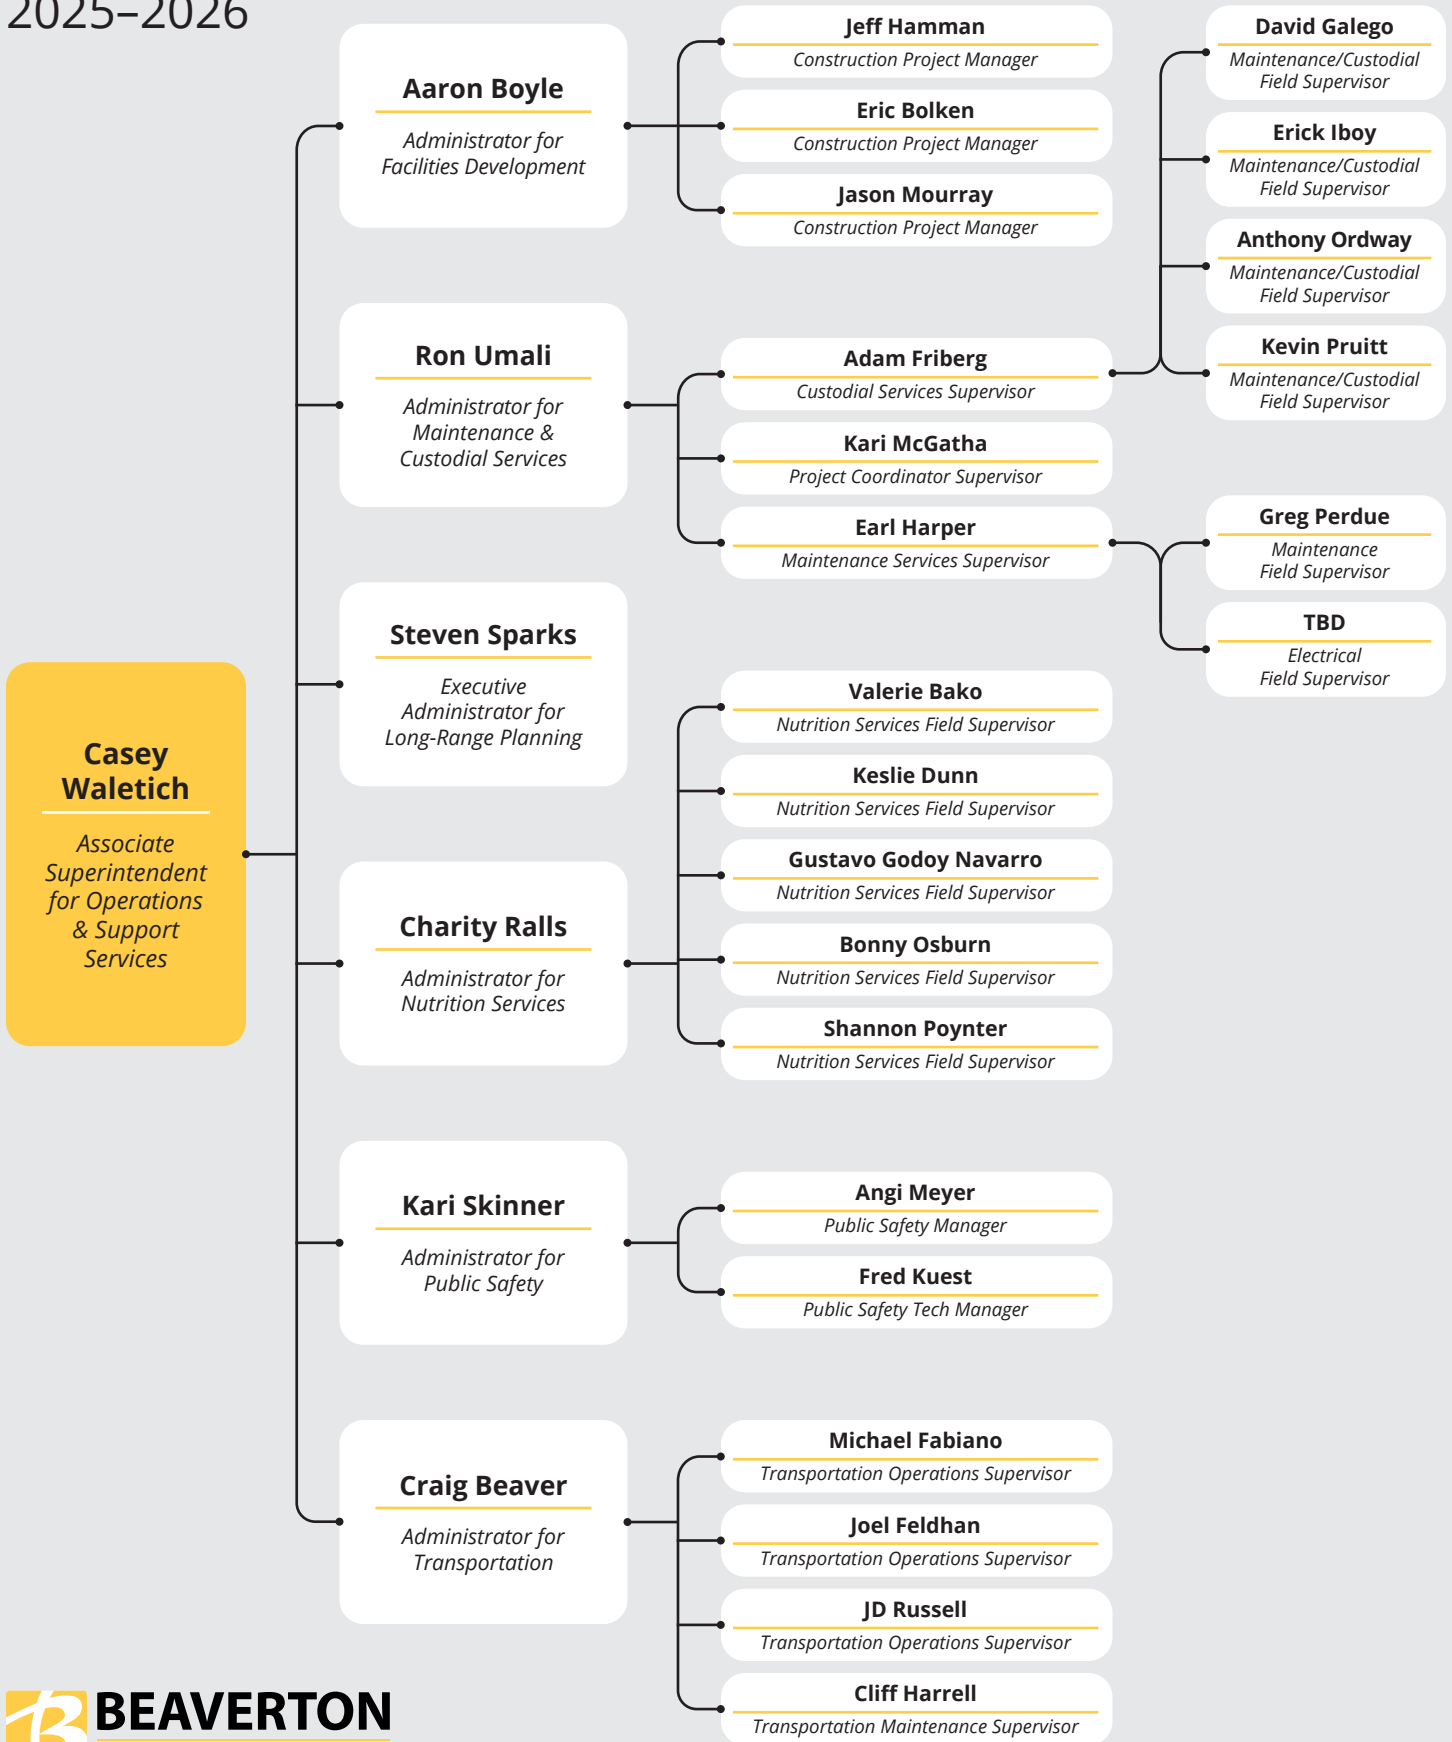 2025–2026
Casey
Waletich
Associate
Superintendent
for Operations
& Support
Services
Aaron Boyle
Administrator for
Facilities Development
Jeff Hamman
Construction Project Manager
Eric Bolken
Construction Project Manager
Jason Mourray
Construction Project Manager
Ron Umali
Administrator for
Maintenance &
Custodial Services
Adam Friberg
Custodial Services Supervisor
David Galego
Maintenance/Custodial
Field Supervisor
Erick Iboy
Maintenance/Custodial
Field Supervisor
Anthony Ordway
Maintenance/Custodial
Field Supervisor
Kevin Pruitt
Maintenance/Custodial
Field Supervisor
Kari McGatha
Project Coordinator Supervisor
Earl Harper
Maintenance Services Supervisor
Greg Perdue
Maintenance
Field Supervisor
TBD
Electrical
Field Supervisor
Steven Sparks
Executive
Administrator for
Long-Range Planning
Charity Ralls
Administrator for
Nutrition Services
Valerie Bako
Nutrition Services Field Supervisor
Keslie Dunn
Nutrition Services Field Supervisor
Gustavo Godoy Navarro
Nutrition Services Field Supervisor
Bonny Osburn
Nutrition Services Field Supervisor
Shannon Poynter
Nutrition Services Field Supervisor
Kari Skinner
Administrator for
Public Safety
Angi Meyer
Public Safety Manager
Fred Kuest
Public Safety Tech Manager
Craig Beaver
Administrator for
Transportation
Michael Fabiano
Transportation Operations Supervisor
Joel Feldhan
Transportation Operations Supervisor
JD Russell
Transportation Operations Supervisor
Cliff Harrell
Transportation Maintenance Supervisor
B BEAVERTON